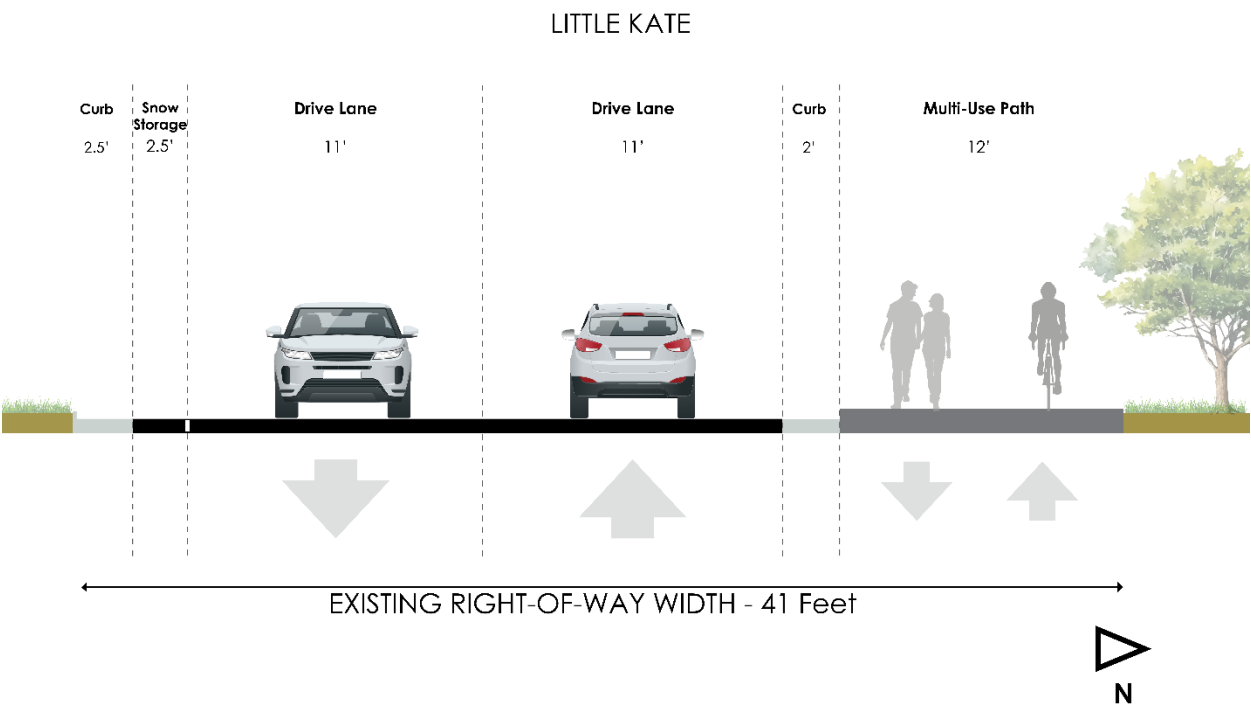 LITTLE KATE
Curb
Snow
Storage
Drive Lane
Drive Lane
Curb
Multi-Use Path
2.5'
2.5'
11'
11'
2'
12'
EXISTING RIGHT-OF-WAY WIDTH - 41 Feet
N